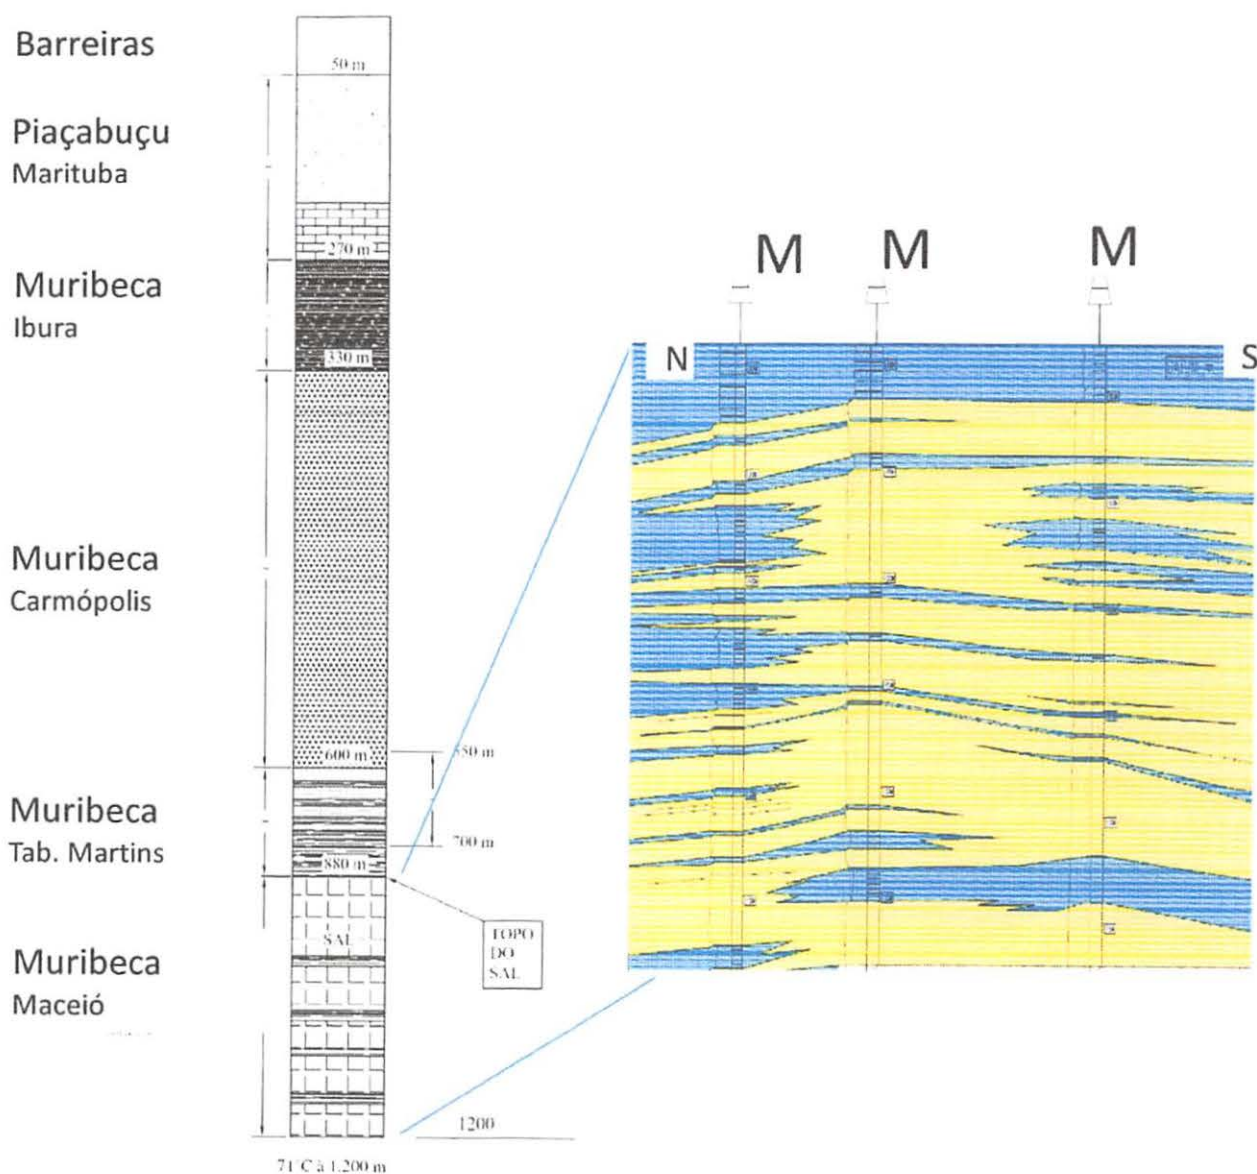 Barreiras
50 m
Piaçabuçu
Marituba
270 m
Muribeca
Ibura
330 m
Muribeca
Carmópolis
600 m
700 m
Muribeca
Tab. Martins
880 m
TOPO
DO
SAL
SAL
Muribeca
Maceió
1200
71°C à 1.200 m
M
M
M
N
S